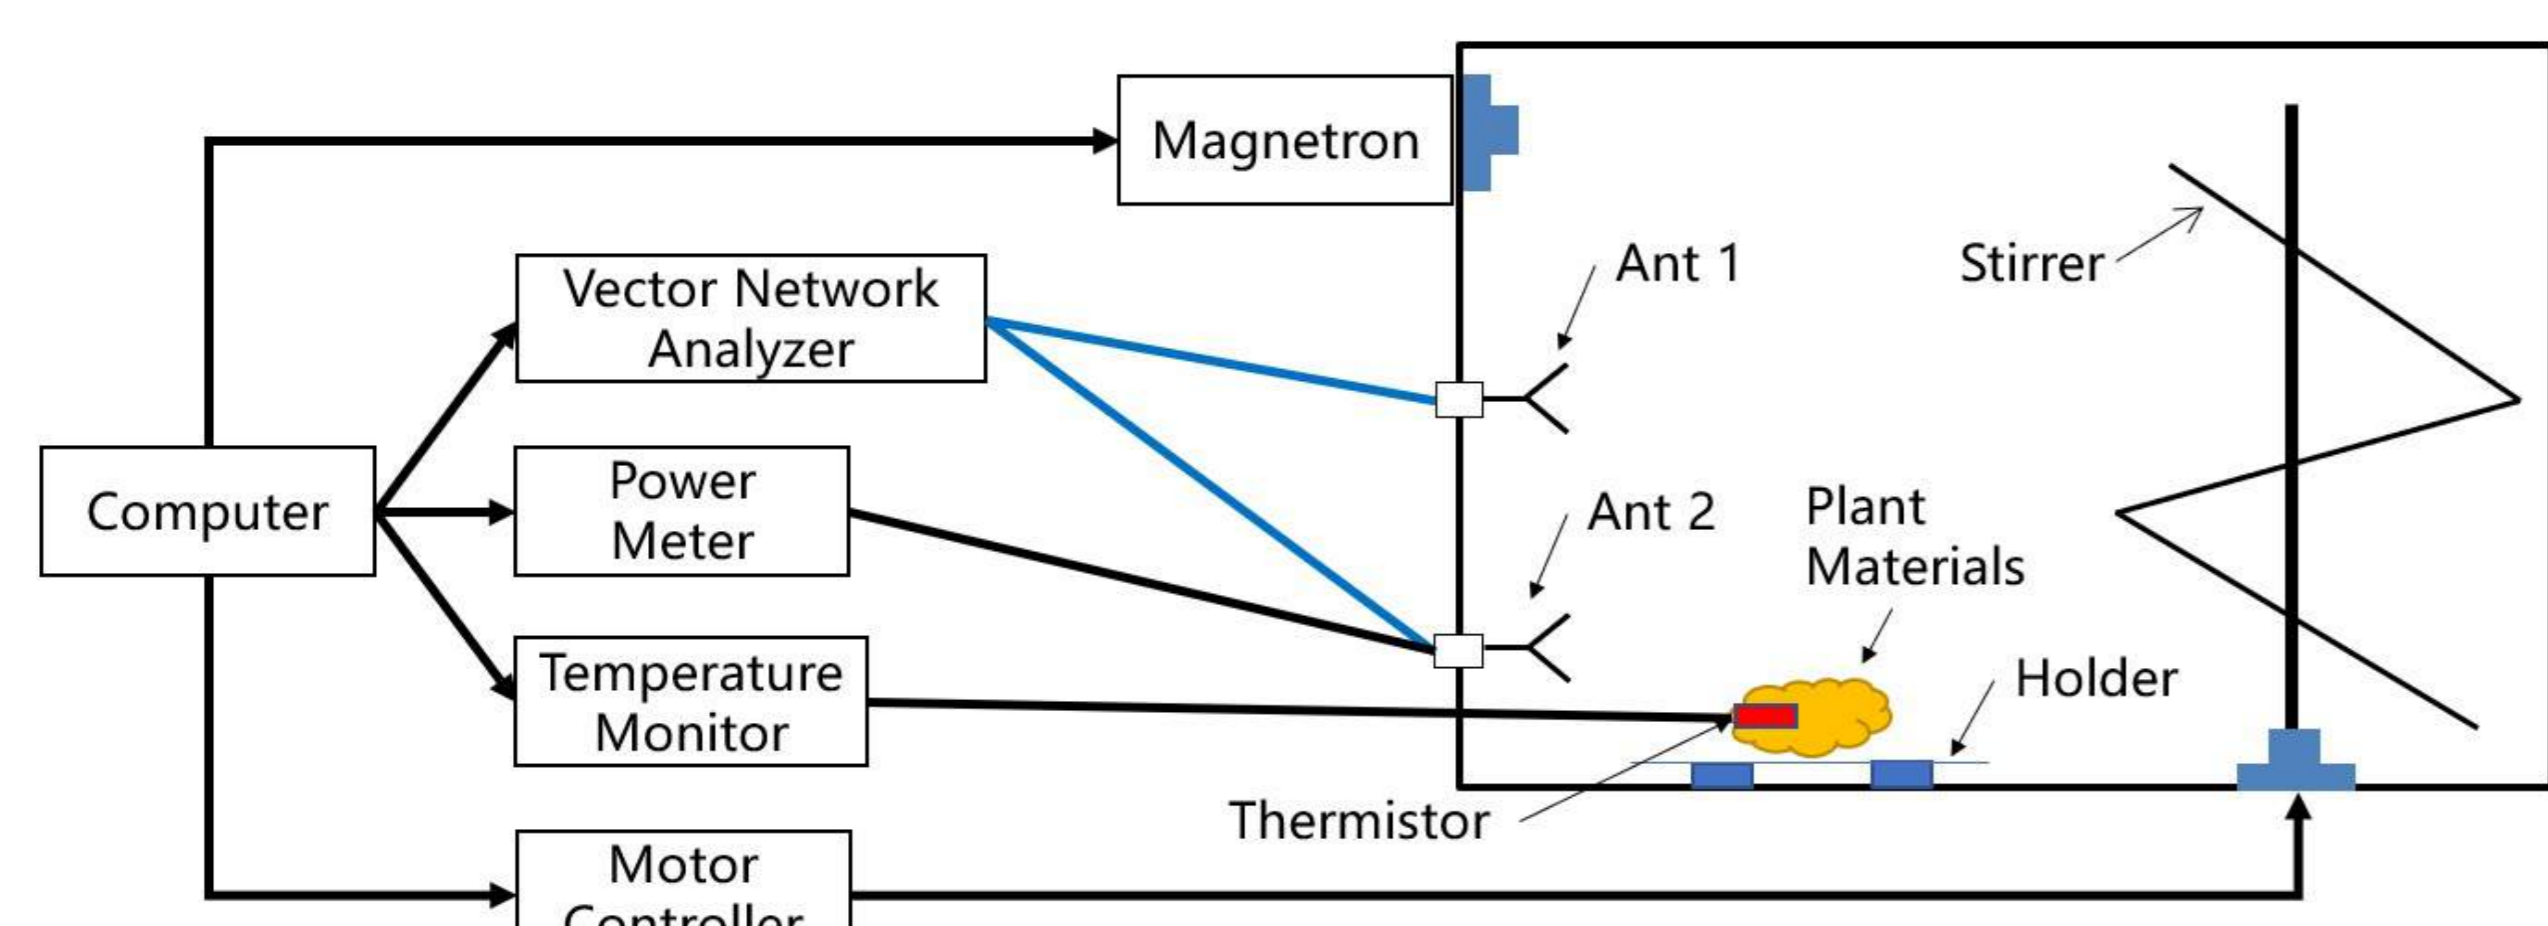 Magnetron
Vector Network
Analyzer
Ant 1
Stirrer
Computer
Power
Meter
Ant 2
Plant
Materials
Temperature
Monitor
Holder
Thermistor
Motor
Controller